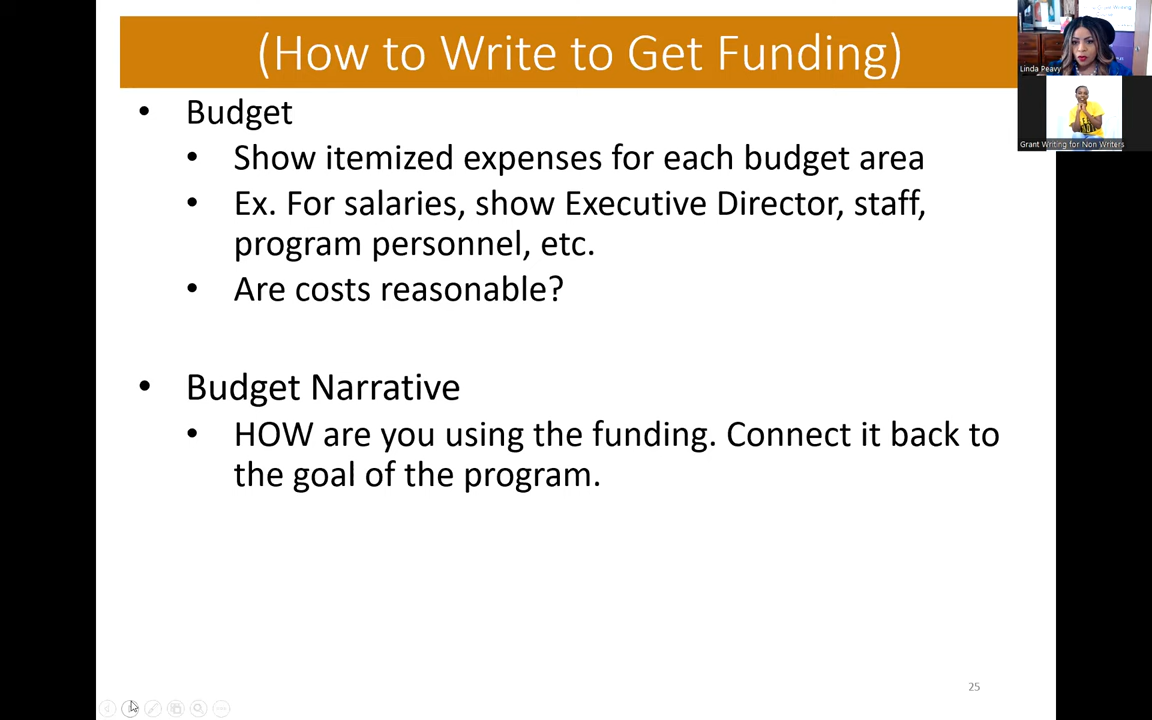 (How to Write to Get Funding)
Linda Peavy
Grant Writing for Non Writers
• Budget
• Show itemized expenses for each budget area
• Ex. For salaries, show Executive Director, staff,
program personnel, etc.
• Are costs reasonable?
• Budget Narrative
• HOW are you using the funding. Connect it back to
the goal of the program.
25